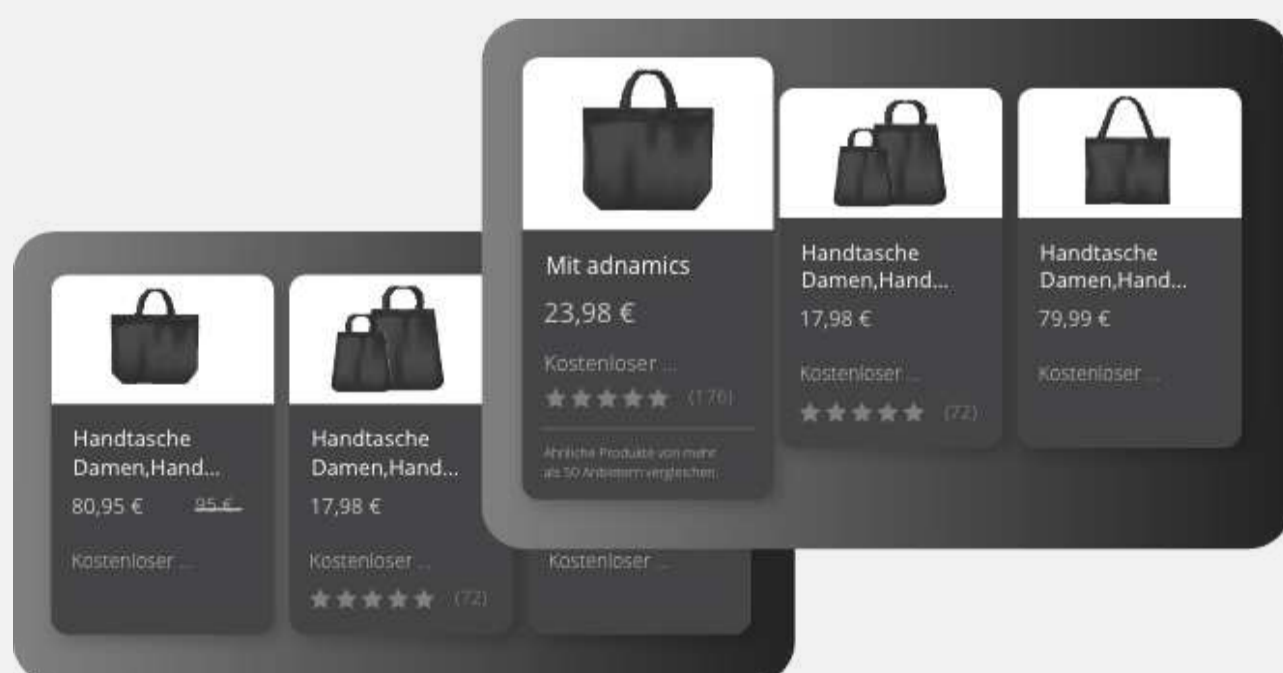 Mit adnamics
23,98 €
Kostenloser ...
(176)
Ähnliche Produkte von mehr
als 50 Anbietern vergleichen.
Handtasche
Damen,Hand...
17,98 €
Kostenloser ...
(72)
Handtasche
Damen,Hand...
79,99 €
Kostenloser ...
Handtasche
Damen,Hand...
80,95 €
95 €
Kostenloser ...
Handtasche
Damen,Hand...
17,98 €
Kostenloser ...
(72)
Kostenloser ...